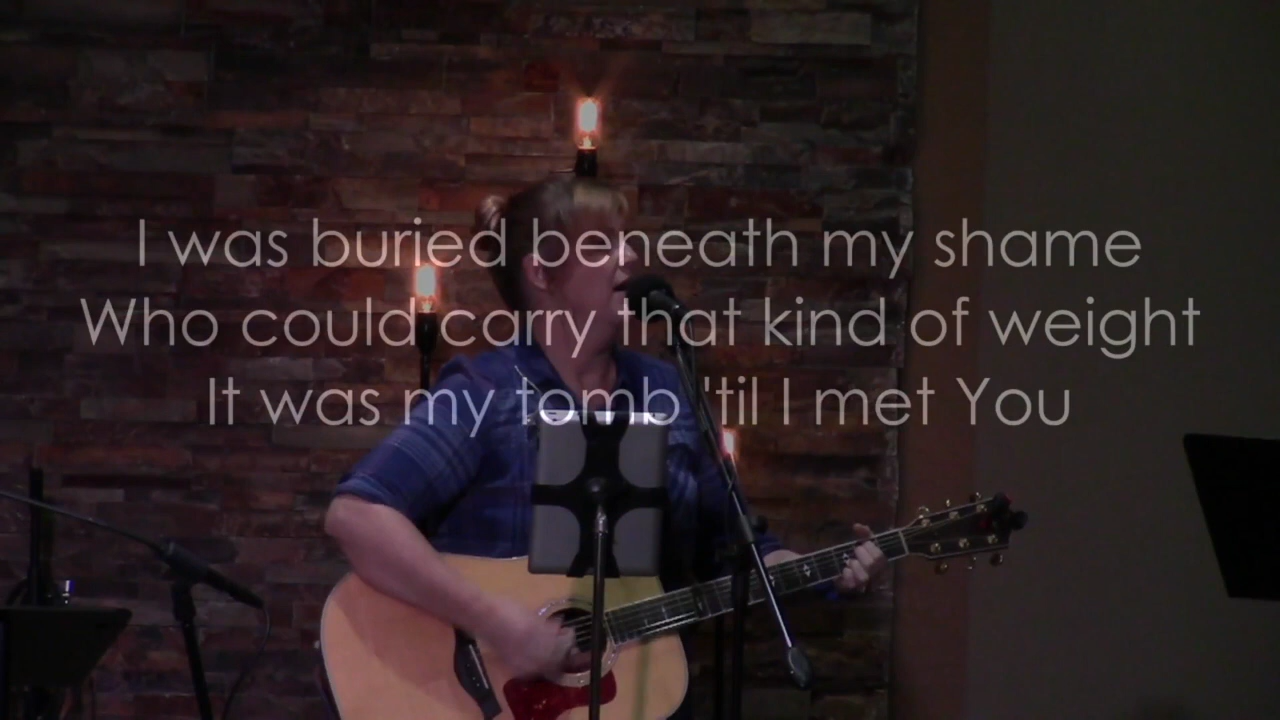 I was buried beneath my shame
Who could carry that kind of weight
It was my tomb 'til I met You